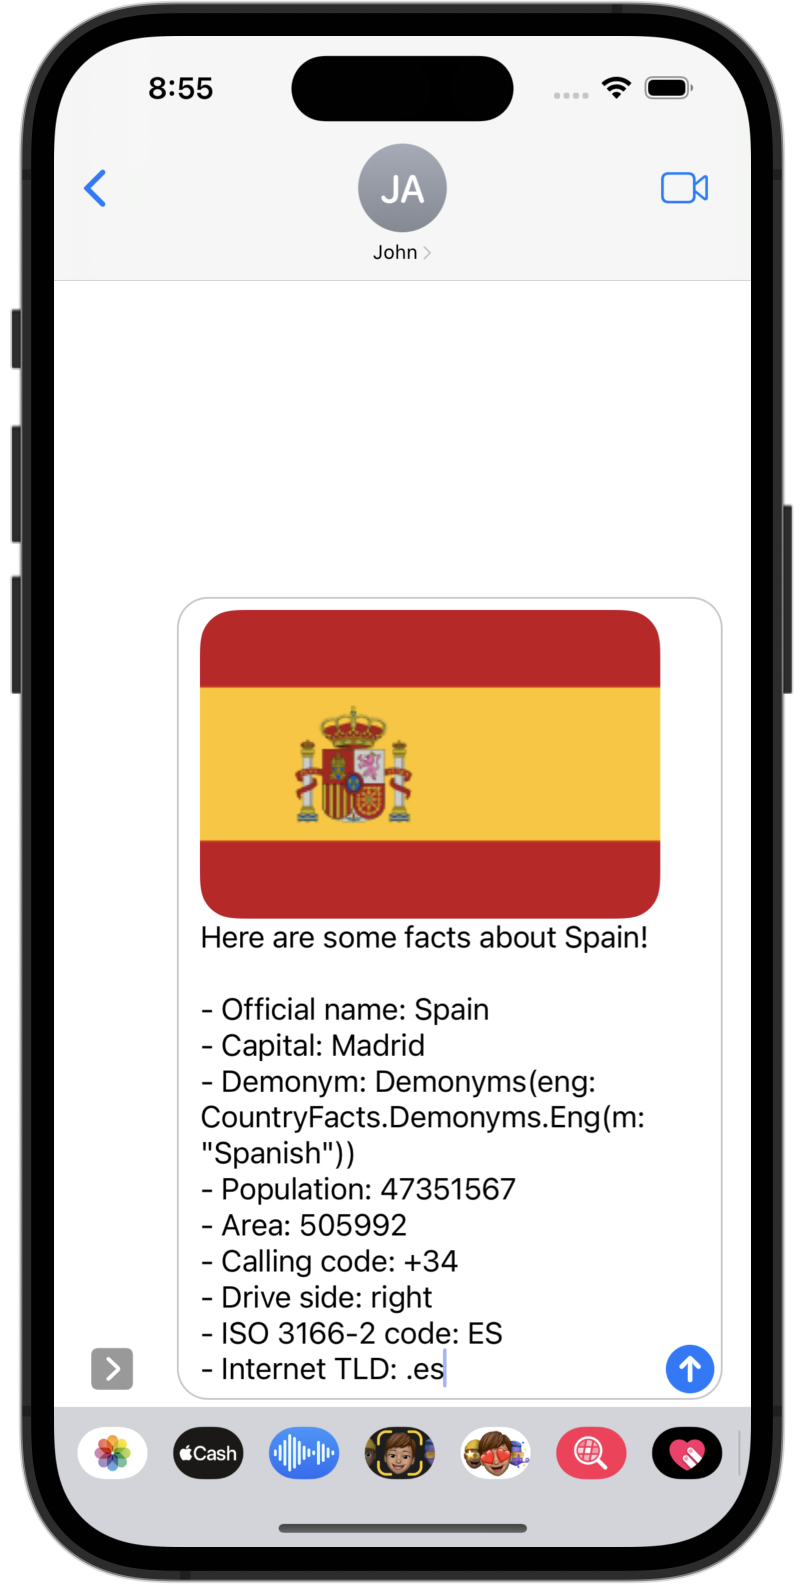 8:55
JA
John
Here are some facts about Spain!
- Official name: Spain
- Capital: Madrid
- Demonym: Demonyms(eng:
CountryFacts.Demonyms.Eng(m:
"Spanish"))
- Population: 47351567
- Area: 505992
- Calling code: +34
- Drive side: right
- ISO 3166-2 code: ES
- Internet TLD: .es
Cash